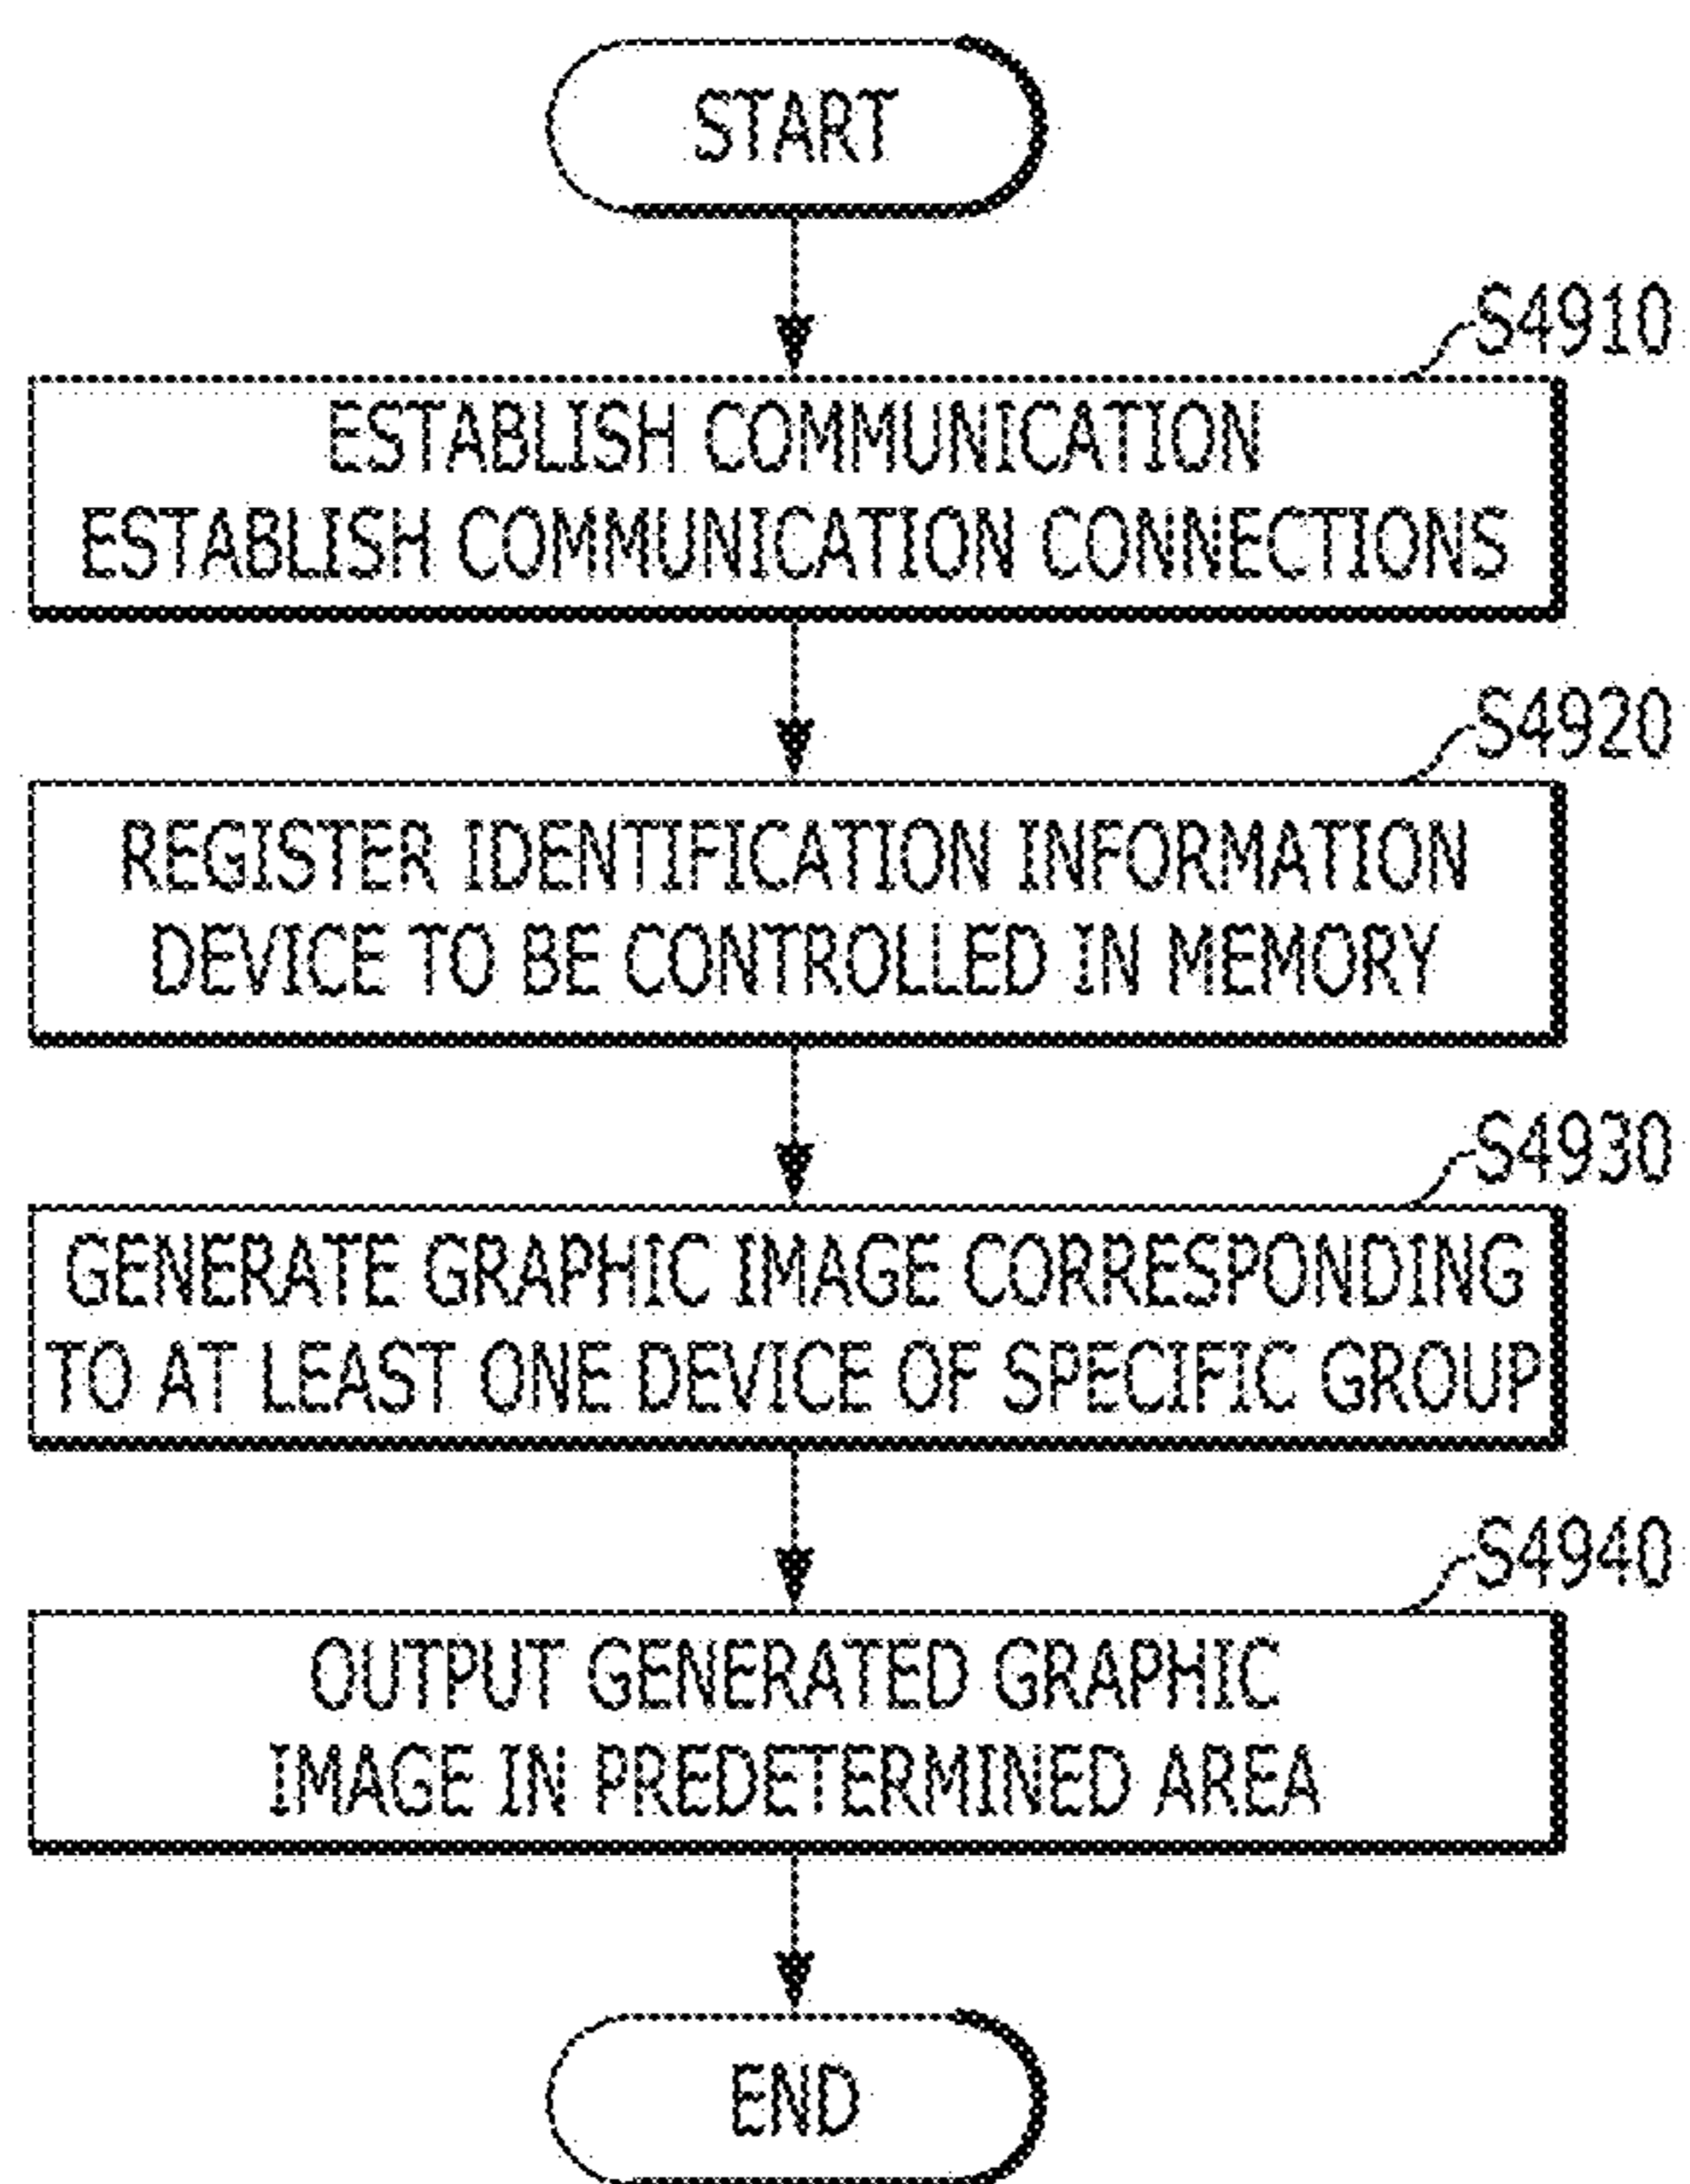 START
S4910
ESTABLISH COMMUNICATION
ESTABLISH COMMUNICATION CONNECTIONS
S4920
REGISTER IDENTIFICATION INFORMATION
DEVICE TO BE CONTROLLED IN MEMORY
S4930
GENERATE GRAPHIC IMAGE CORRESPONDING
TO AT LEAST ONE DEVICE OF SPECIFIC GROUP
S4940
OUTPUT GENERATED GRAPHIC
IMAGE IN PREDETERMINED AREA
END